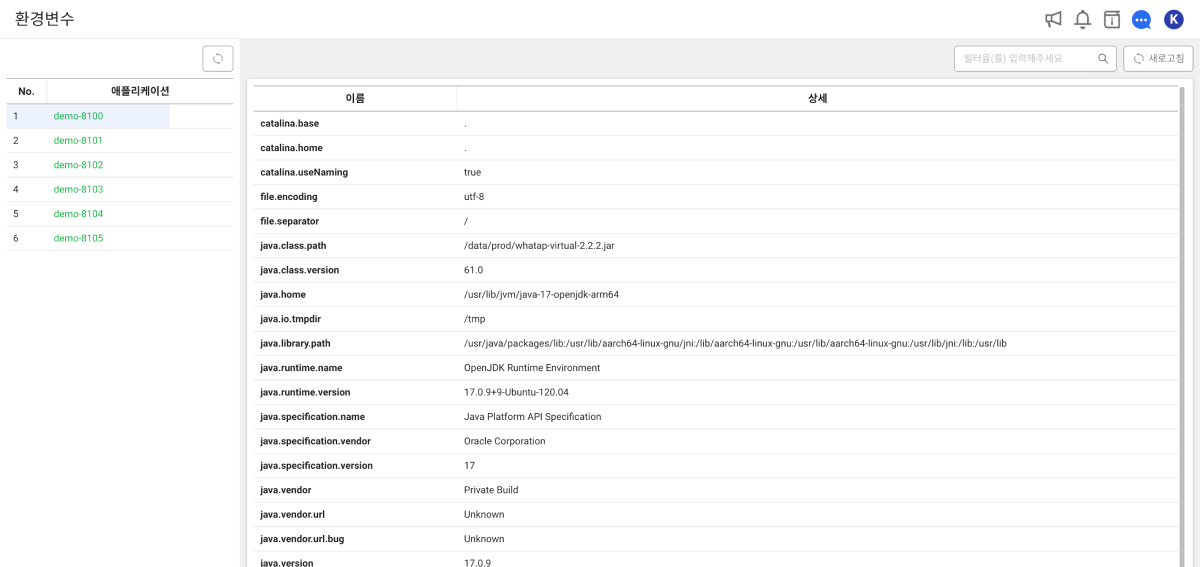 환경변수
K
No. 애플리케이션
1 demo-8100
2 demo-8101
3 demo-8102
4 demo-8103
5 demo-8104
6 demo-8105
필터을(를) 입력해주세요
새로고침
이름 상세
catalina.base .
catalina.home .
catalina.useNaming true
file.encoding utf-8
file.separator /
java.class.path /data/prod/whatap-virtual-2.2.2.jar
java.class.version 61.0
java.home /usr/lib/jvm/java-17-openjdk-arm64
java.io.tmpdir /tmp
java.library.path /usr/java/packages/lib:/usr/lib/aarch64-linux-gnu/jni:/lib/aarch64-linux-gnu:/usr/lib/aarch64-linux-gnu:/usr/lib/jni:/lib:/usr/lib
java.runtime.name OpenJDK Runtime Environment
java.runtime.version 17.0.9+9-Ubuntu-120.04
java.specification.name Java Platform API Specification
java.specification.vendor Oracle Corporation
java.specification.version 17
java.vendor Private Build
java.vendor.url Unknown
java.vendor.url.bug Unknown
java.version 17.0.9